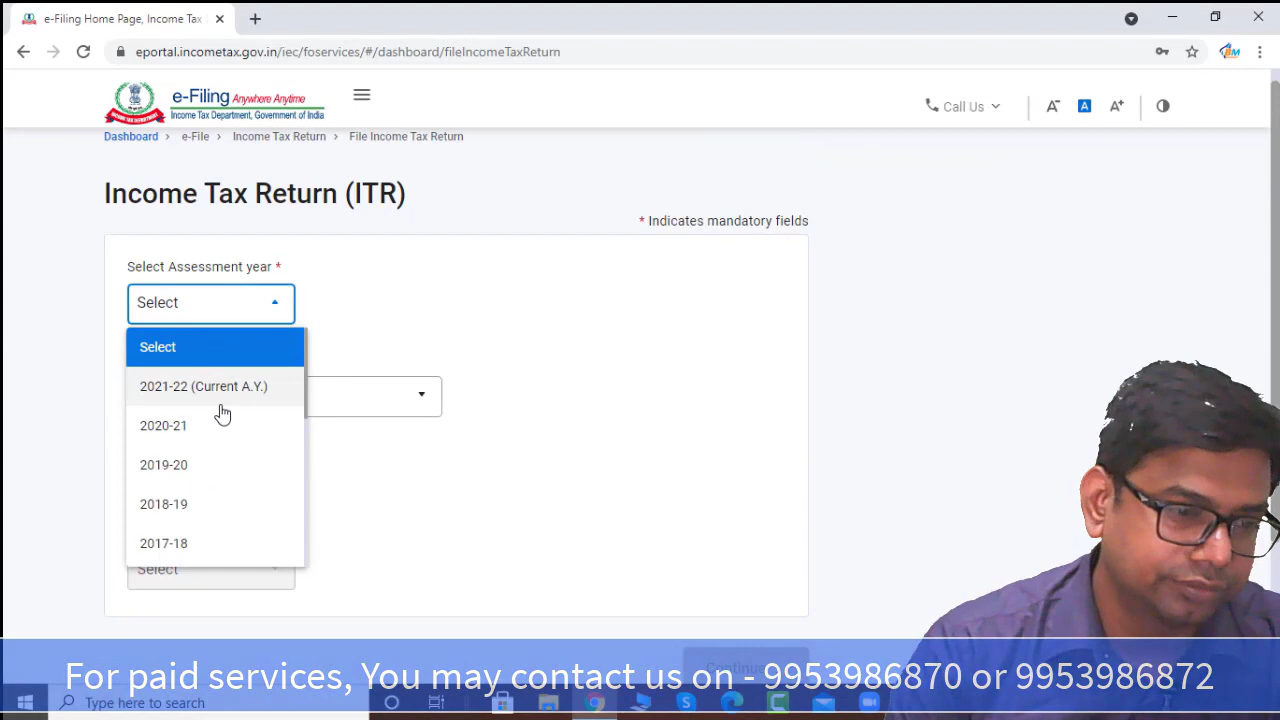 e-Filing Home Page, Income Tax
eportal.incometax.gov.in/iec/foservices/#/dashboard/fileIncomeTaxReturn
e-Filing Anywhere Anytime
Income Tax Department, Government of India
Call Us
A-
A
A+
Dashboard > e-File > Income Tax Return > File Income Tax Return
Income Tax Return (ITR)
* Indicates mandatory fields
Select Assessment year *
Select
Select
2021-22 (Current A.Y.)
2020-21
2019-20
2018-19
2017-18
Select
Continue
For paid services, You may contact us on - 9953986870 or 9953986872
Type here to search